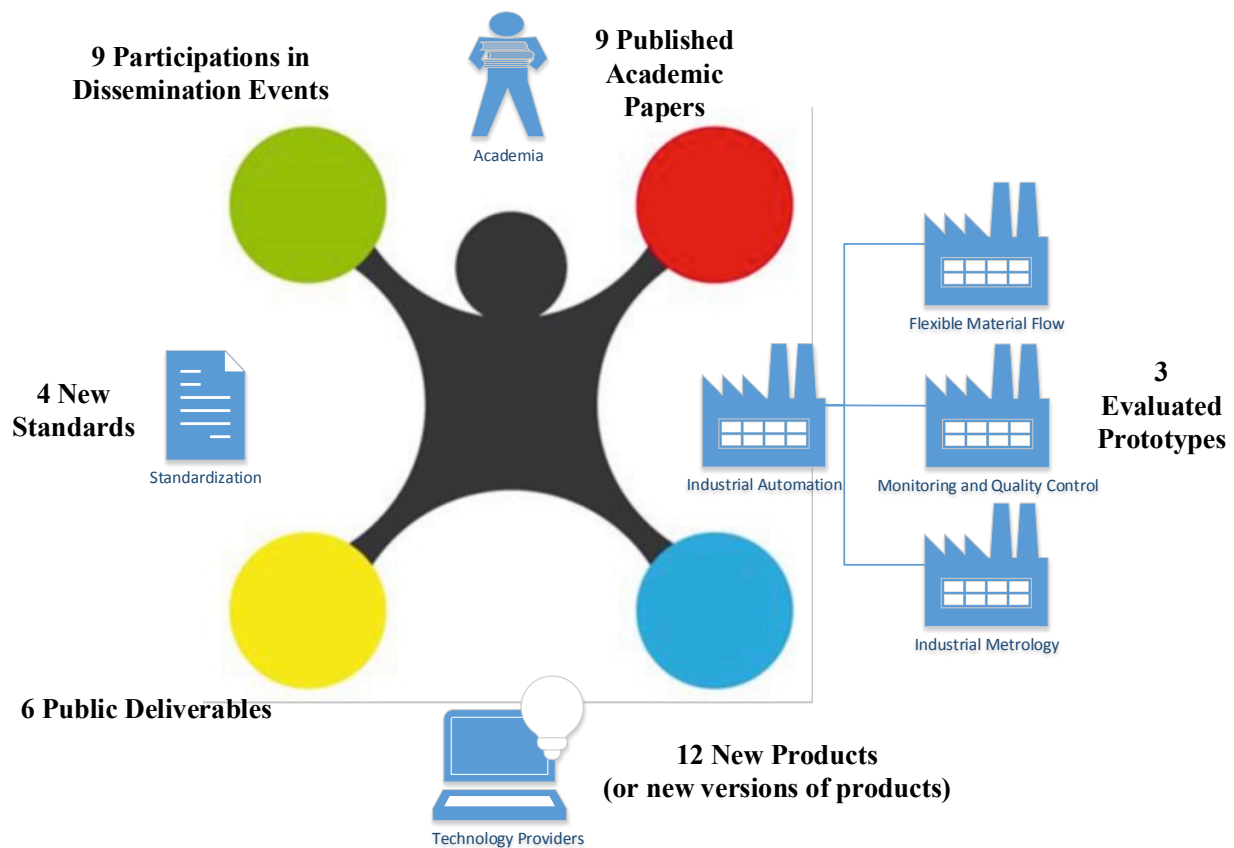 9 Participations in
Dissemination Events
9 Published
Academic
Papers
Academia
Flexible Material Flow
4 New
Standards
Standardization
Industrial Automation
Monitoring and Quality Control
3
Evaluated
Prototypes
Industrial Metrology
6 Public Deliverables
12 New Products
(or new versions of products)
Technology Providers